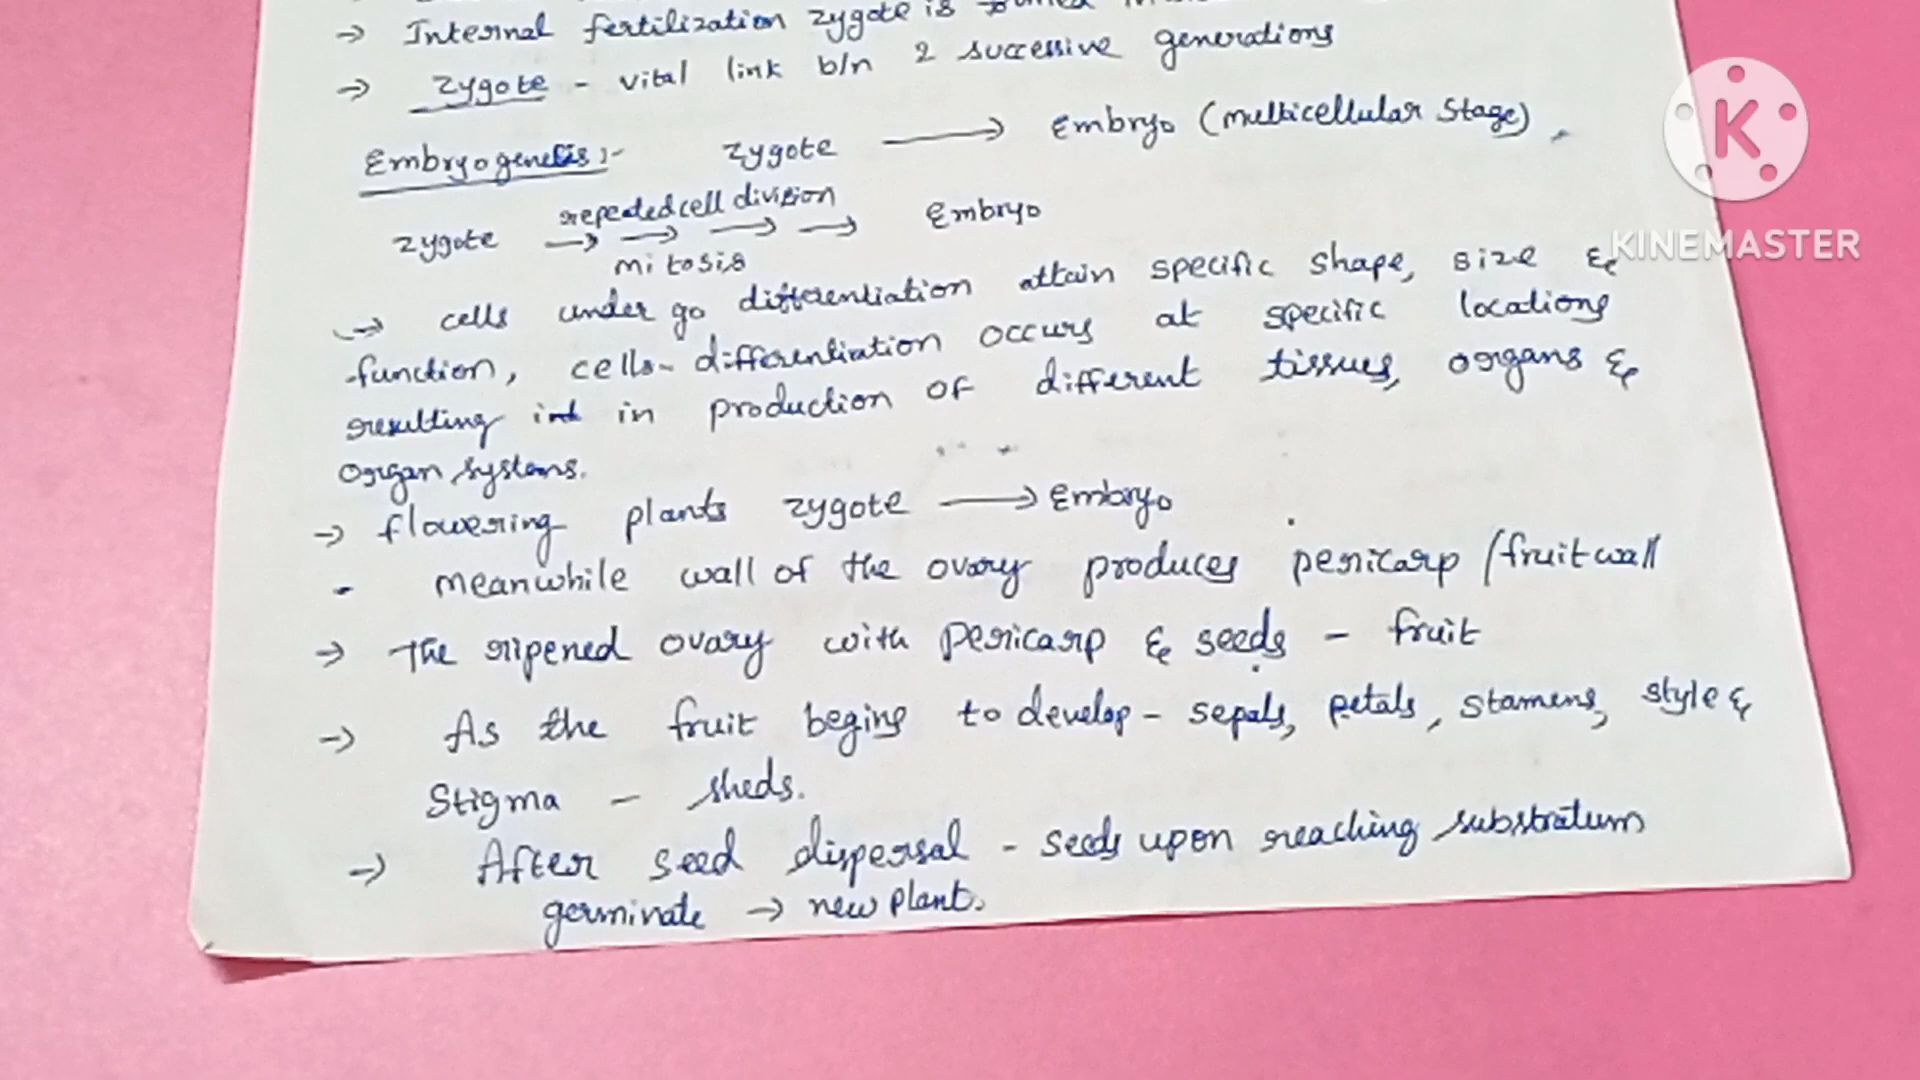 → Internal fertilization zygote is
→ zygote - vital link b/n 2 successive generations
Embryogenesis :- zygote → Embryo (multicellular stage)
repeated cell division
zygote → → → → Embryo
mitosis
→ cells under go differentiation attain specific shape, size &
function, cells - differentiation occurs at specific locations
resulting in production of different tissues, organs &
organ systems.
→ flowering plants zygote → Embryo
- meanwhile wall of the ovary produces pericarp / fruit wall
→ The ripened ovary with Pericarp & seeds - fruit
→ As the fruit begins to develop - sepals, petals, stamens, style &
Stigma - sheds.
→ After seed dispersal - seeds upon reaching substratum
germinate → new plant.
K
KINEMASTER